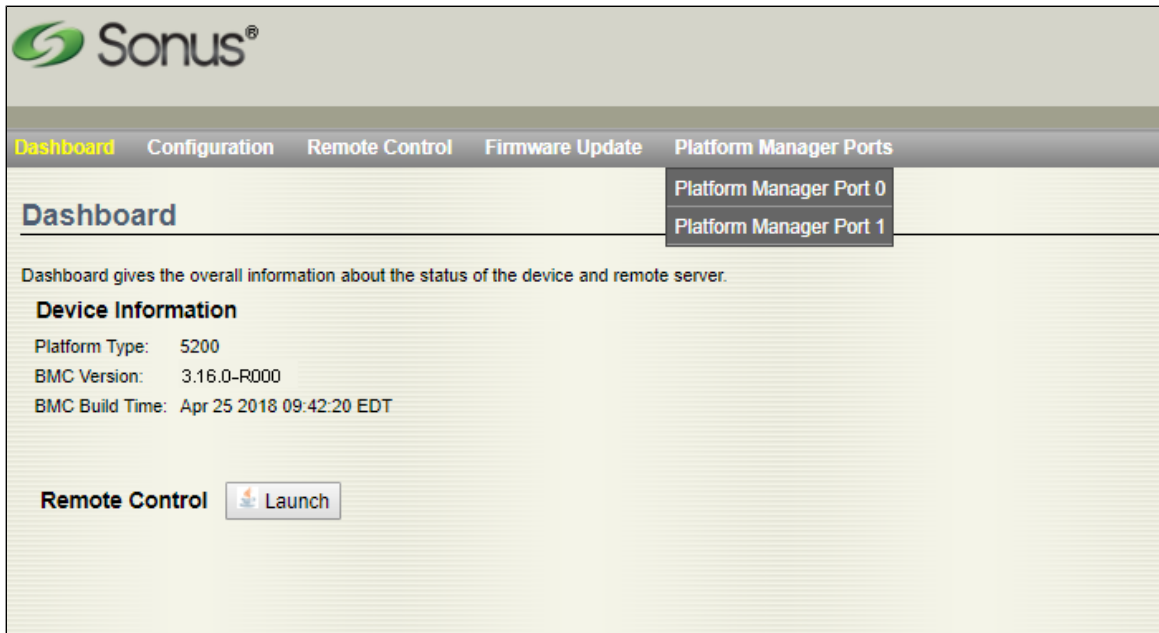 Sonus®
Dashboard Configuration Remote Control Firmware Update Platform Manager Ports
Platform Manager Port 0
Platform Manager Port 1
Dashboard
Dashboard gives the overall information about the status of the device and remote server.
Device Information
Platform Type: 5200
BMC Version: 3.16.0-R000
BMC Build Time: Apr 25 2018 09:42:20 EDT
Remote Control Launch